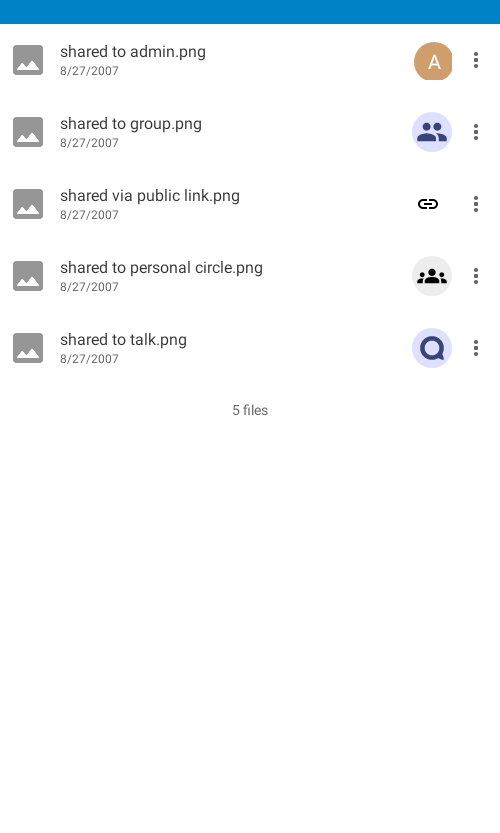 shared to admin.png
8/27/2007
A
shared to group.png
8/27/2007
shared via public link.png
8/27/2007
shared to personal circle.png
8/27/2007
shared to talk.png
8/27/2007
5 files